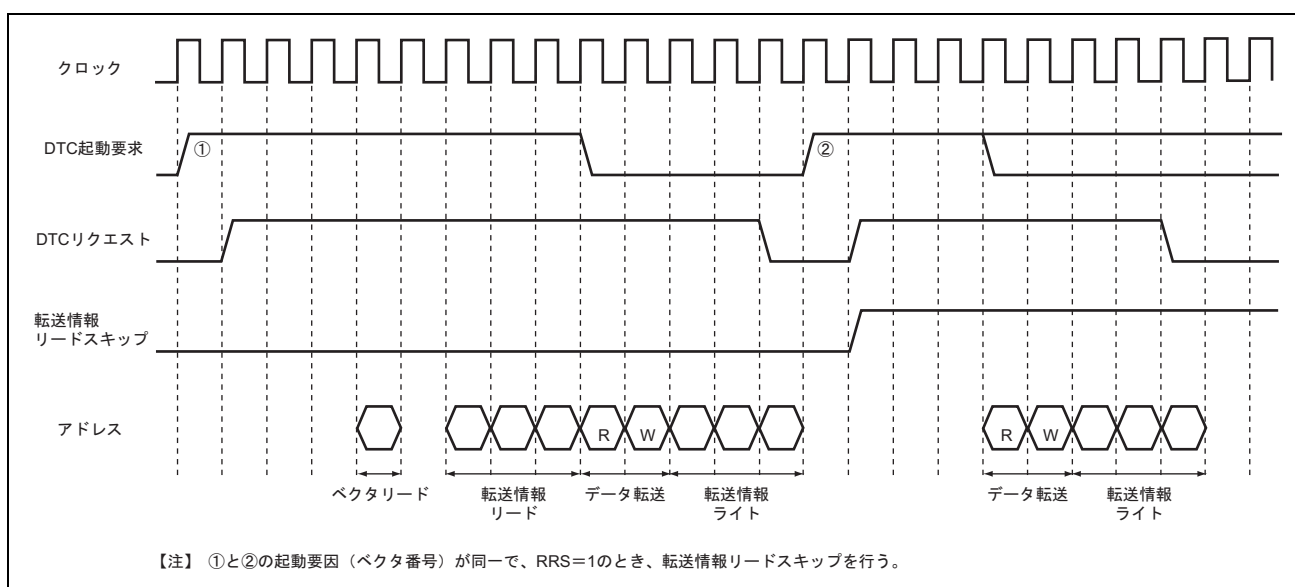 クロック
DTC起動要求
①
②
DTCリクエスト
転送情報
リードスキップ
アドレス
R
W
R
W
ベクタリード
転送情報
リード
データ転送
転送情報
ライト
データ転送
転送情報
ライト
【注】 ①と②の起動要因（ベクタ番号）が同一で、RRS＝1のとき、転送情報リードスキップを行う。